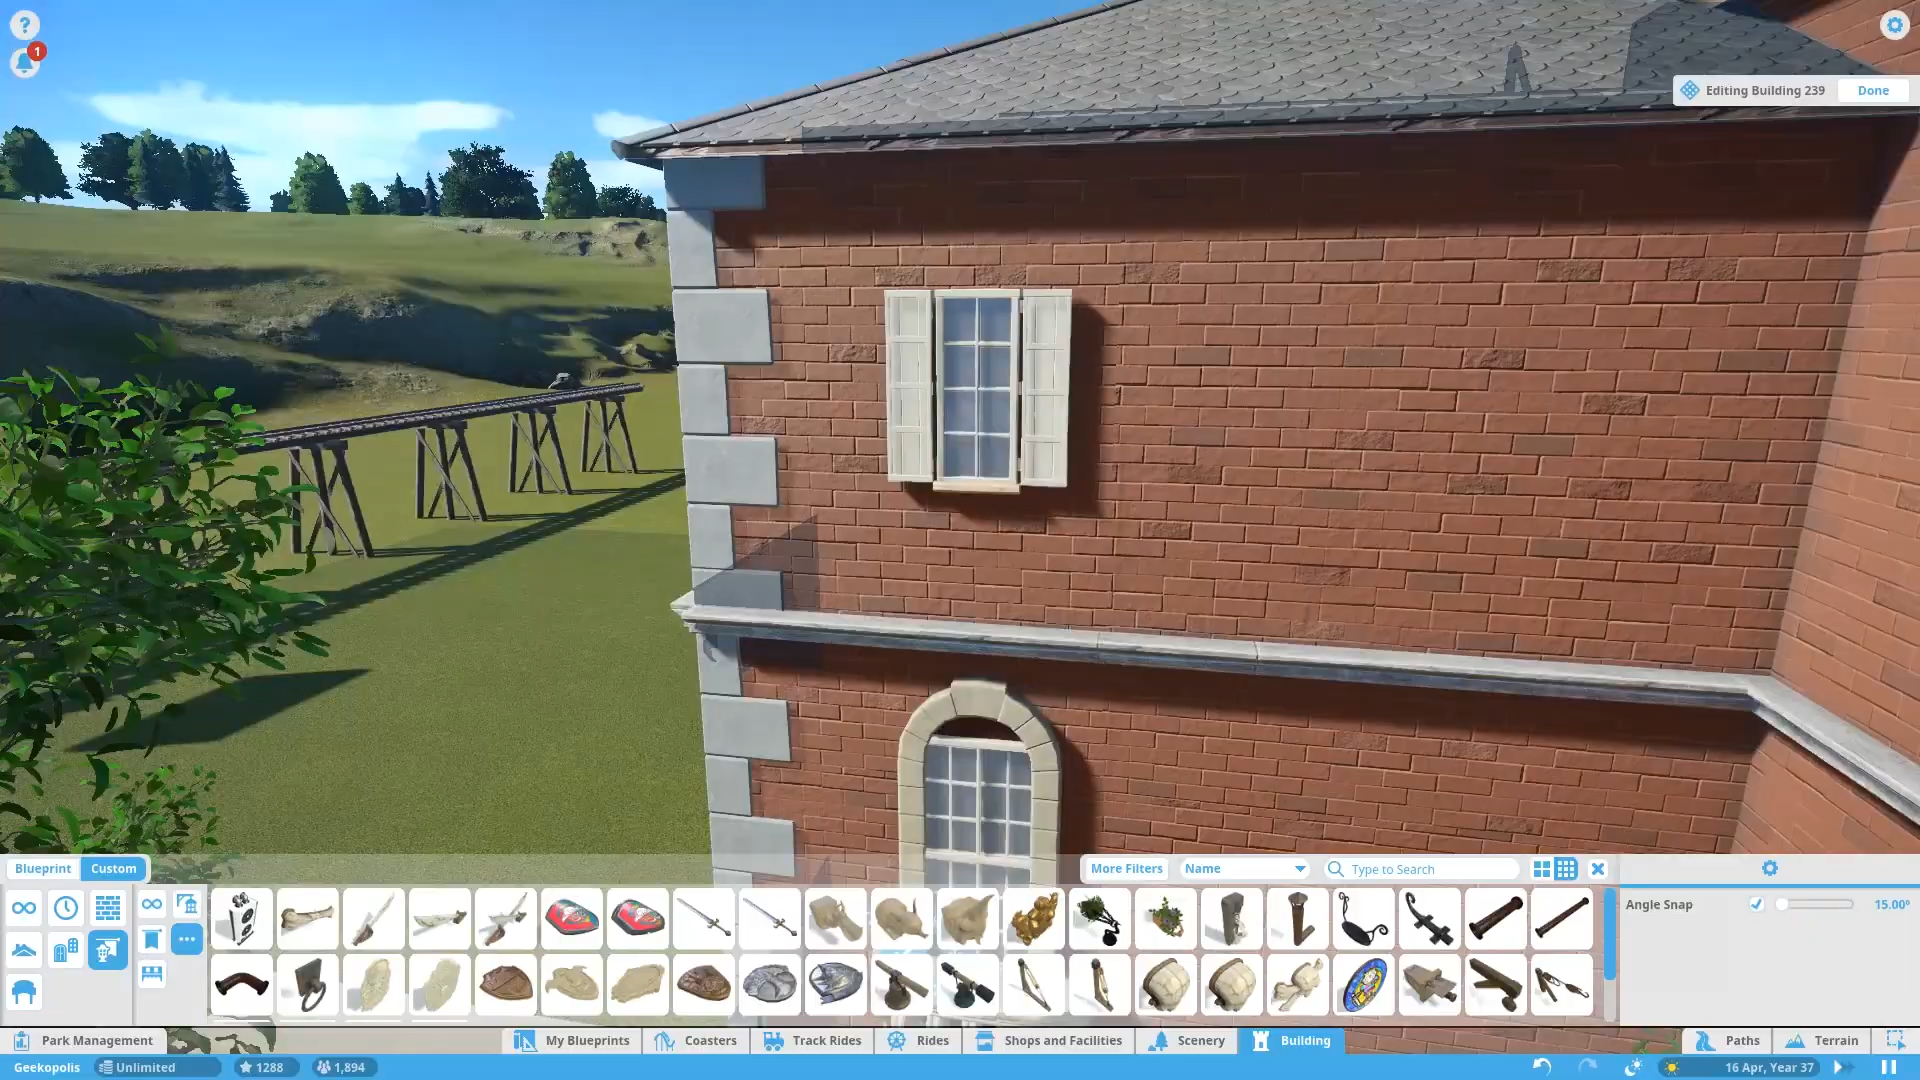 ?
1
Editing Building 239
Done
Blueprint
Custom
More Filters
Name
Type to Search
Angle Snap
15.00°
Park Management
My Blueprints
Coasters
Track Rides
Rides
Shops and Facilities
Scenery
Building
Paths
Terrain
Geekopolis
Unlimited
1288
1,894
16 Apr, Year 37